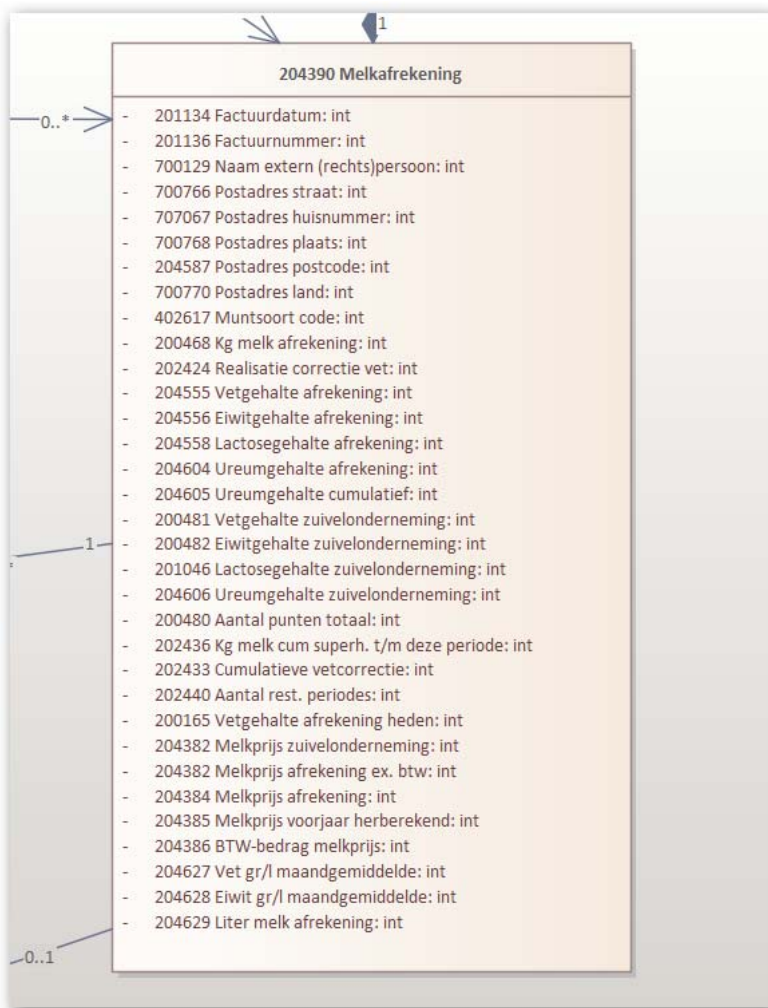 1
204390 Melkafrekening
0..*
- 201134 Factuurdatum: int
- 201136 Factuurnummer: int
- 700129 Naam extern (rechts)persoon: int
- 700766 Postadres straat: int
- 707067 Postadres huisnummer: int
- 700768 Postadres plaats: int
- 204587 Postadres postcode: int
- 700770 Postadres land: int
- 402617 Muntsoort code: int
- 200468 Kg melk afrekening: int
- 202424 Realisatie correctie vet: int
- 204555 Vetgehalte afrekening: int
- 204556 Eiwitgehalte afrekening: int
- 204558 Lactosegehalte afrekening: int
- 204604 Ureumgehalte afrekening: int
- 204605 Ureumgehalte cumulatief: int
- 200481 Vetgehalte zuivelonderneming: int
1
- 200482 Eiwitgehalte zuivelonderneming: int
- 201046 Lactosegehalte zuivelonderneming: int
- 204606 Ureumgehalte zuivelonderneming: int
- 200480 Aantal punten totaal: int
- 202436 Kg melk cum superh. t/m deze periode: int
- 202433 Cumulatieve vetcorrectie: int
- 202440 Aantal rest. periodes: int
- 200165 Vetgehalte afrekening heden: int
- 204382 Melkprijs zuivelonderneming: int
- 204382 Melkprijs afrekening ex. btw: int
- 204384 Melkprijs afrekening: int
- 204385 Melkprijs voorjaar herberekend: int
- 204386 BTW-bedrag melkprijs: int
- 204627 Vet gr/l maandgemiddelde: int
- 204628 Eiwit gr/l maandgemiddelde: int
- 204629 Liter melk afrekening: int
0..1